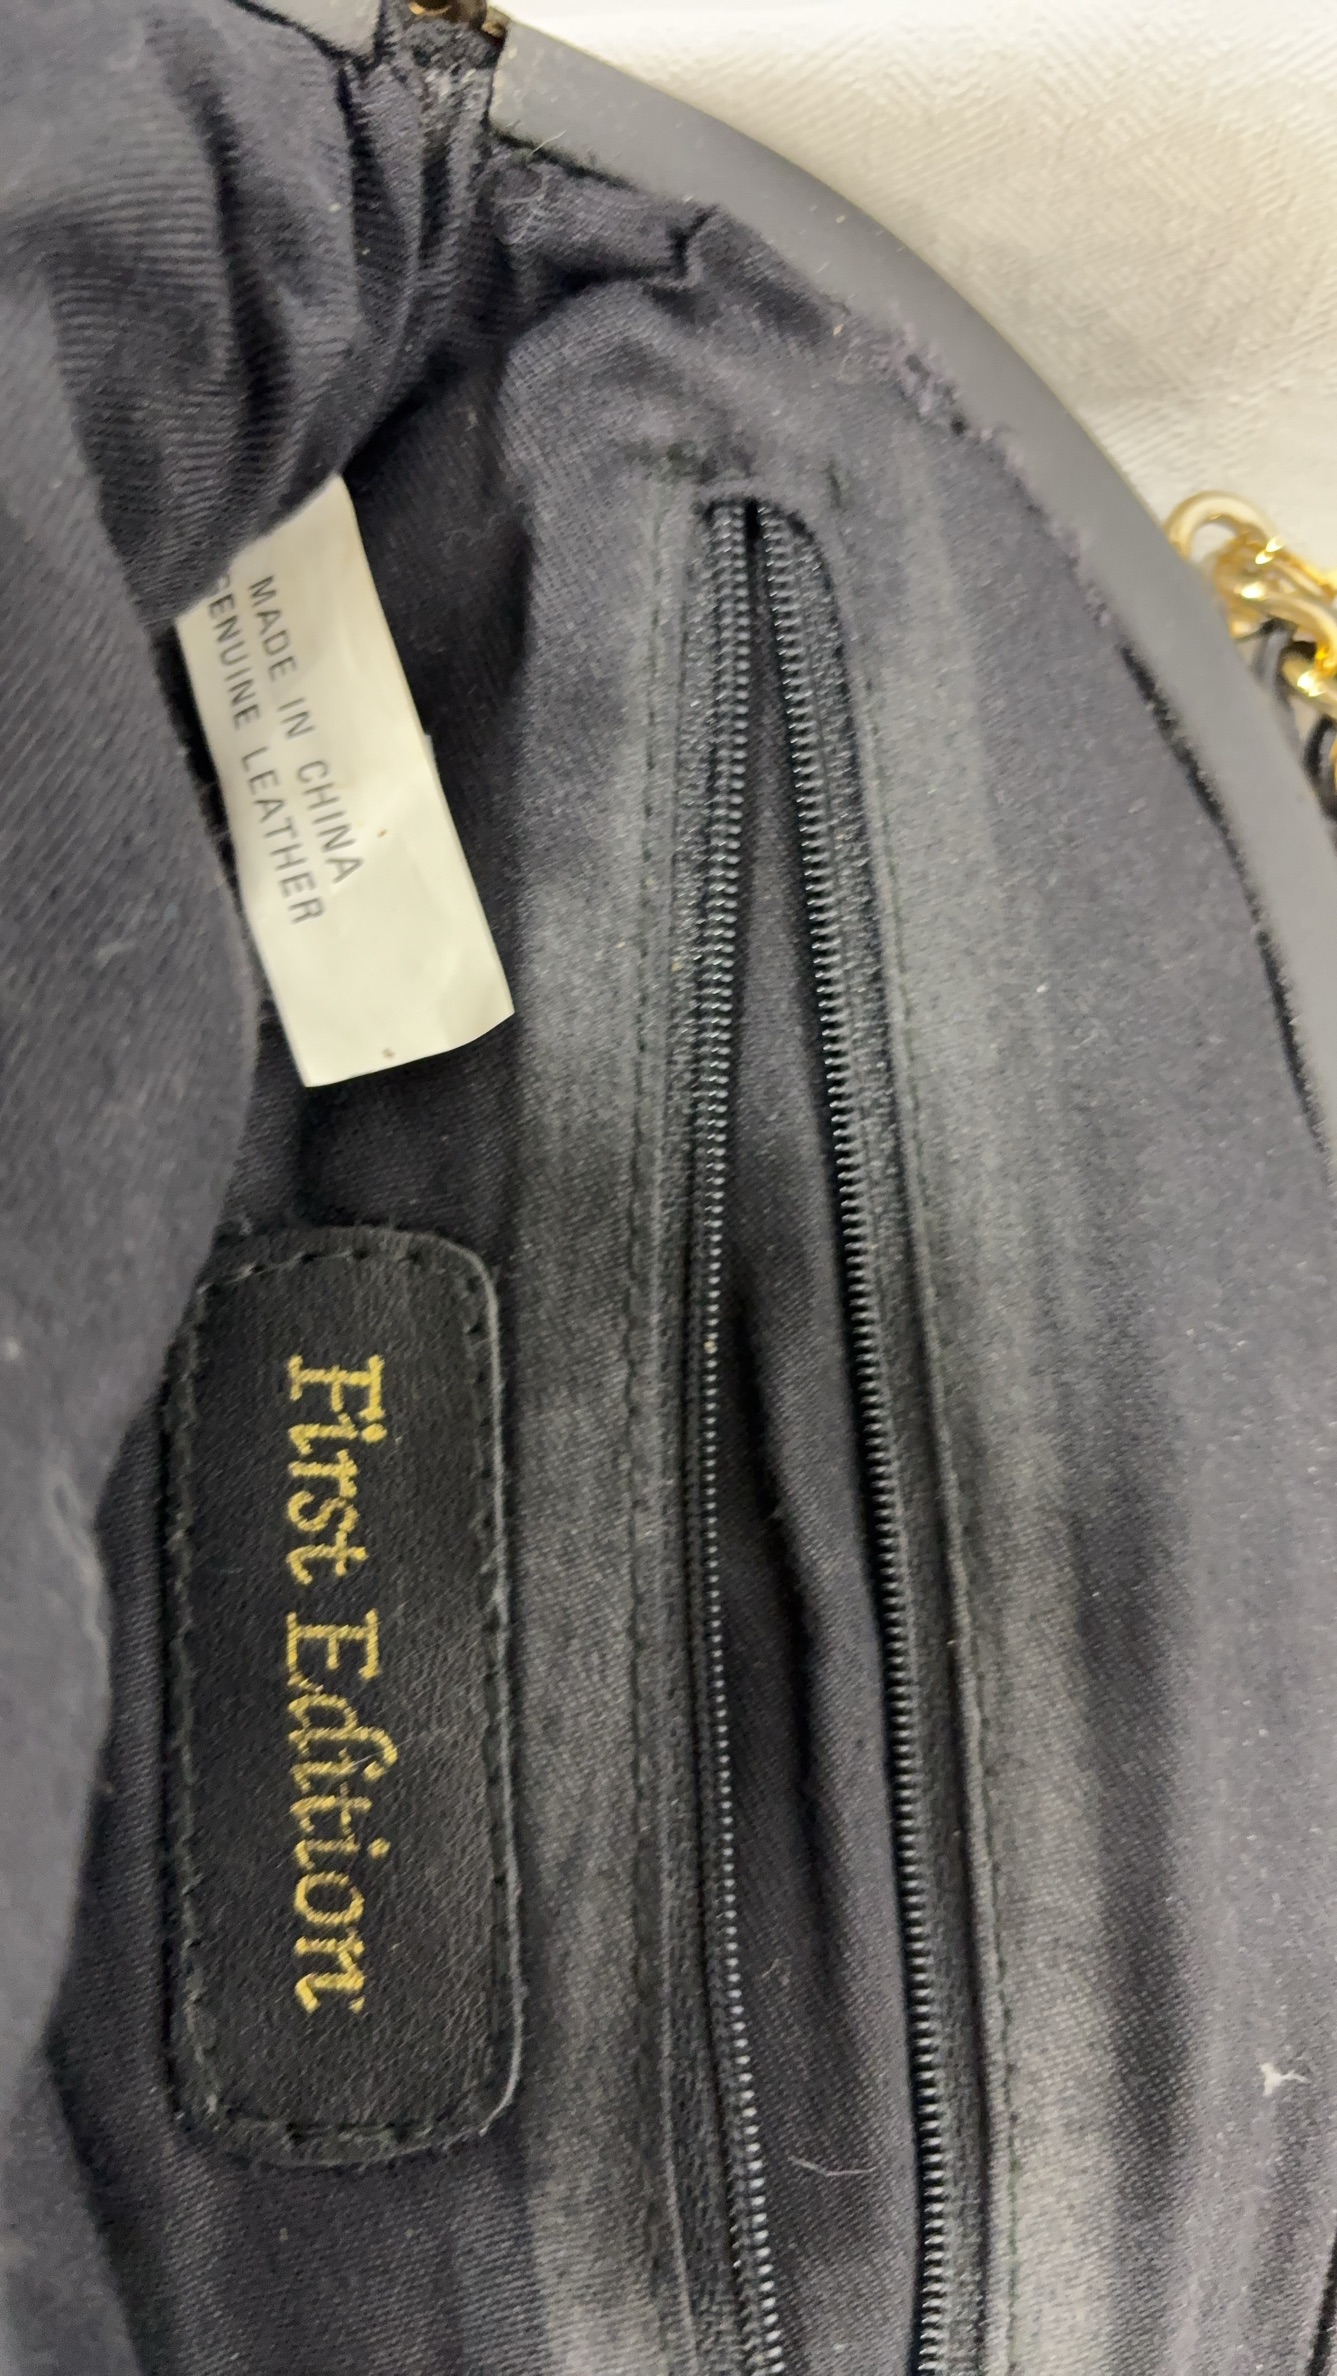 MADE IN CHINA
GENUINE LEATHER
First Edition